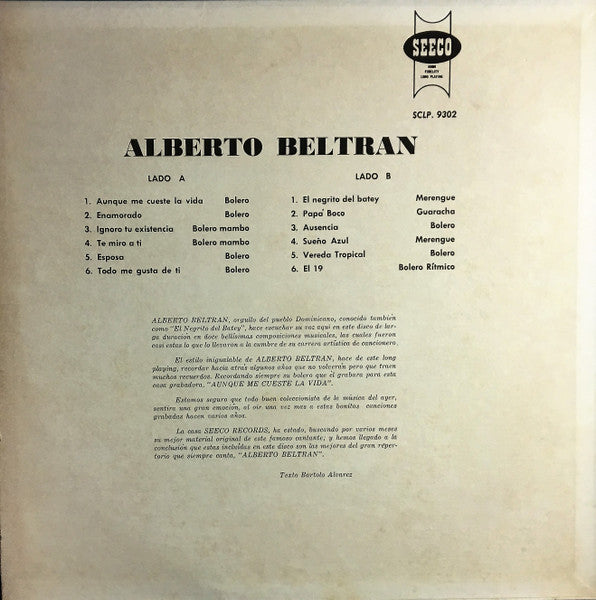 SEECO
HIGH
FIDELITY
LONG PLAYING
SCLP. 9302
ALBERTO BELTRAN
LADO A
1. Aunque me cueste la vida Bolero
2. Enamorado Bolero
3. Ignoro tu existencia Bolero mambo
4. Te miro a ti Bolero mambo
5. Esposa Bolero
6. Todo me gusta de ti Bolero
LADO B
1. El negrito del batey Merengue
2. Papa' Boco Guaracha
3. Ausencia Bolero
4. Sueño Azul Merengue
5. Vereda Tropical Bolero
6. El 19 Bolero Rítmico
ALBERTO BELTRAN, orgullo del pueblo Dominicano, conocido también
como "El Negrito del Batey", hace escuchar su voz aquí en este disco de lar-
ga duración en doce bellísimas composiciones musicales, las cuales fueron
casi estas lo que lo llevaron a la cumbre de su carrera artística de cancionero.
El estilo inigualable de ALBERTO BELTRAN, hace de este long
playing, recordar hacia atrás algunos años que no volverán pero que traen
muchos recuerdos. Recordando siempre su bolero que el grabara para esta
casa grabadora, "AUNQUE ME CUESTE LA VIDA".
Estamos seguro que todo buen coleccionista de la música del ayer,
sentira una gran emoción, al oir una vez mas a estas bonitas canciones
grabadas hacen varios años.
La casa SEECO RECORDS, ha estado, buscando por varios meses
su mejor material original de este famoso cantante; y hemos llegado a la
conclusión que estas incluídas en este disco son las mejores del gran réper-
torio que siempre canta, "ALBERTO BELTRAN".
Texto Bartolo Alvarez